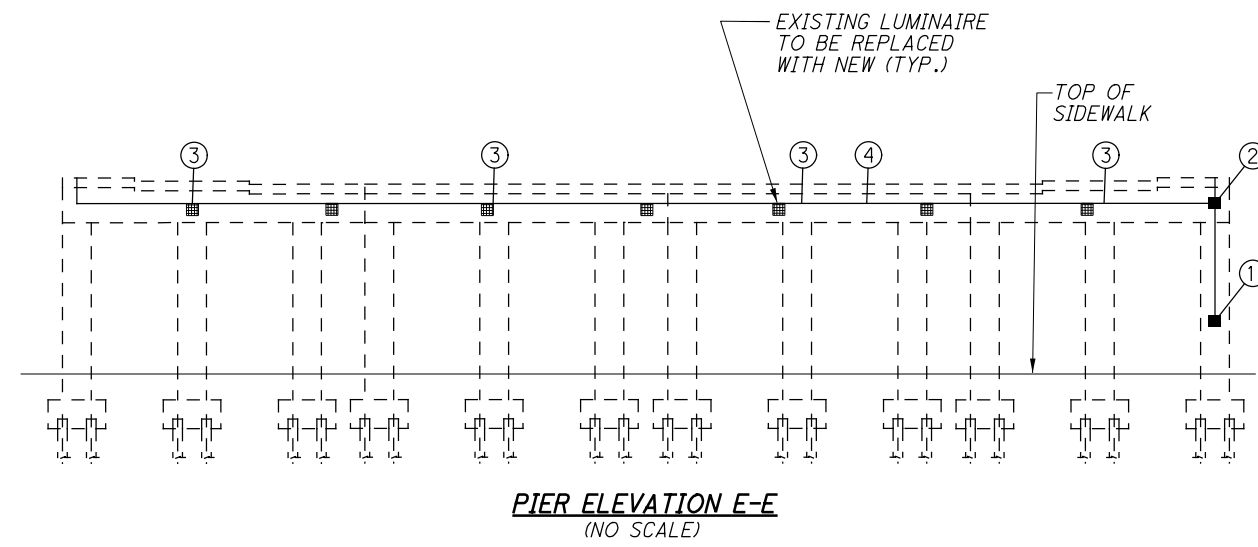 EXISTING LUMINAIRE
TO BE REPLACED
WITH NEW (TYP.)
TOP OF
SIDEWALK
3
3
3
4
3
2
1
PIER ELEVATION E-E
(NO SCALE)